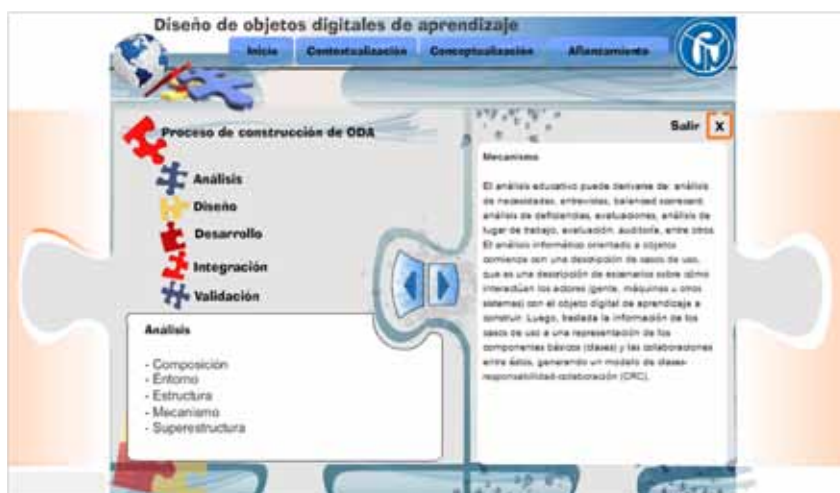 Diseño de objetos digitales de aprendizaje
Inicio Contextualización Conceptualización Afianzamiento
Proceso de construcción de ODA
Análisis
Diseño
Desarrollo
Integración
Validación
Análisis
- Composición
- Entorno
- Estructura
- Mecanismo
- Superestructura
Salir X
Mecanismo
El análisis educativo puede derivarse de: análisis
de necesidades, entrevistas, balanced scorecard,
análisis de deficiencias, evaluaciones, análisis de
lugar de trabajo, evaluación, auditoría, entre otros.
El análisis informático orientado a objetos
comienza con una descripción de casos de uso,
que es una descripción de escenarios sobre cómo
interactúan los actores (gente, máquinas u otros
sistemas) con el objeto digital de aprendizaje a
construir. Luego, traslada la información de los
casos de uso a una representación de los
componentes básicos (clases) y las colaboraciones
entre éstos, generando un modelo de clases-
responsabilidad-colaboración (CRC).